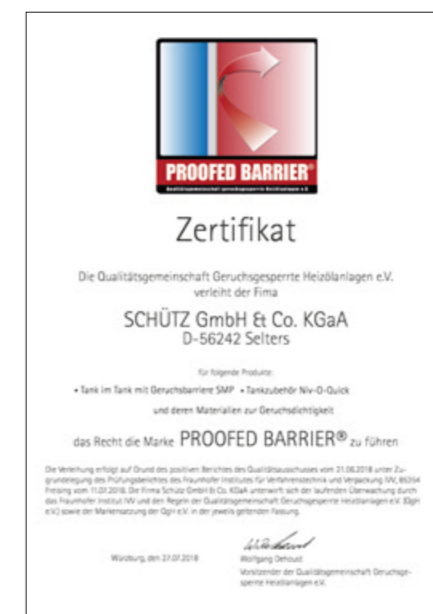 PROOFED BARRIER®
Qualitätsgemeinschaft geruchsgesperrte Heizölanlagen e.V.
Zertifikat
Die Qualitätsgemeinschaft Geruchsgesperrte Heizölanlagen e.V.
verleiht der Fima
SCHÜTZ GmbH & Co. KGaA
D-56242 Selters
für folgende Produkte:
• Tank im Tank mit Geruchsbarriere SMP • Tankzubehör Niv-O-Quick
und deren Materialien zur Geruchsdichtigkeit
das Recht die Marke PROOFED BARRIER® zu führen
Die Verleihung erfolgt auf Grund des positiven Berichtes des Qualitätsauschusses vom 21.06.2018 unter Zu-
grundelegung des Prüfungsberichtes des Fraunhofer Institutes für Verfahrenstechnik und Verpackung IVV, 85354
Freising vom 11.07.2018. Die Firma Schütz GmbH & Co. KGaA unterwirft sich der laufenden Überwachung durch
das Fraunhofer Institut IVV und den Regeln der Qualitätsgemeinschaft Geruchsgesperrte Heizölanlagen e.V. (QgH
e.V.) sowie der Markensatzung der QgH e.V. in der jeweils geltenden Fassung.
Würzburg, den 27.07.2018
Wolfgang Dehoust
Vorsitzender der Qualitätsgemeinschaft Geruchsge-
sperrte Heizölanlagen e.V.